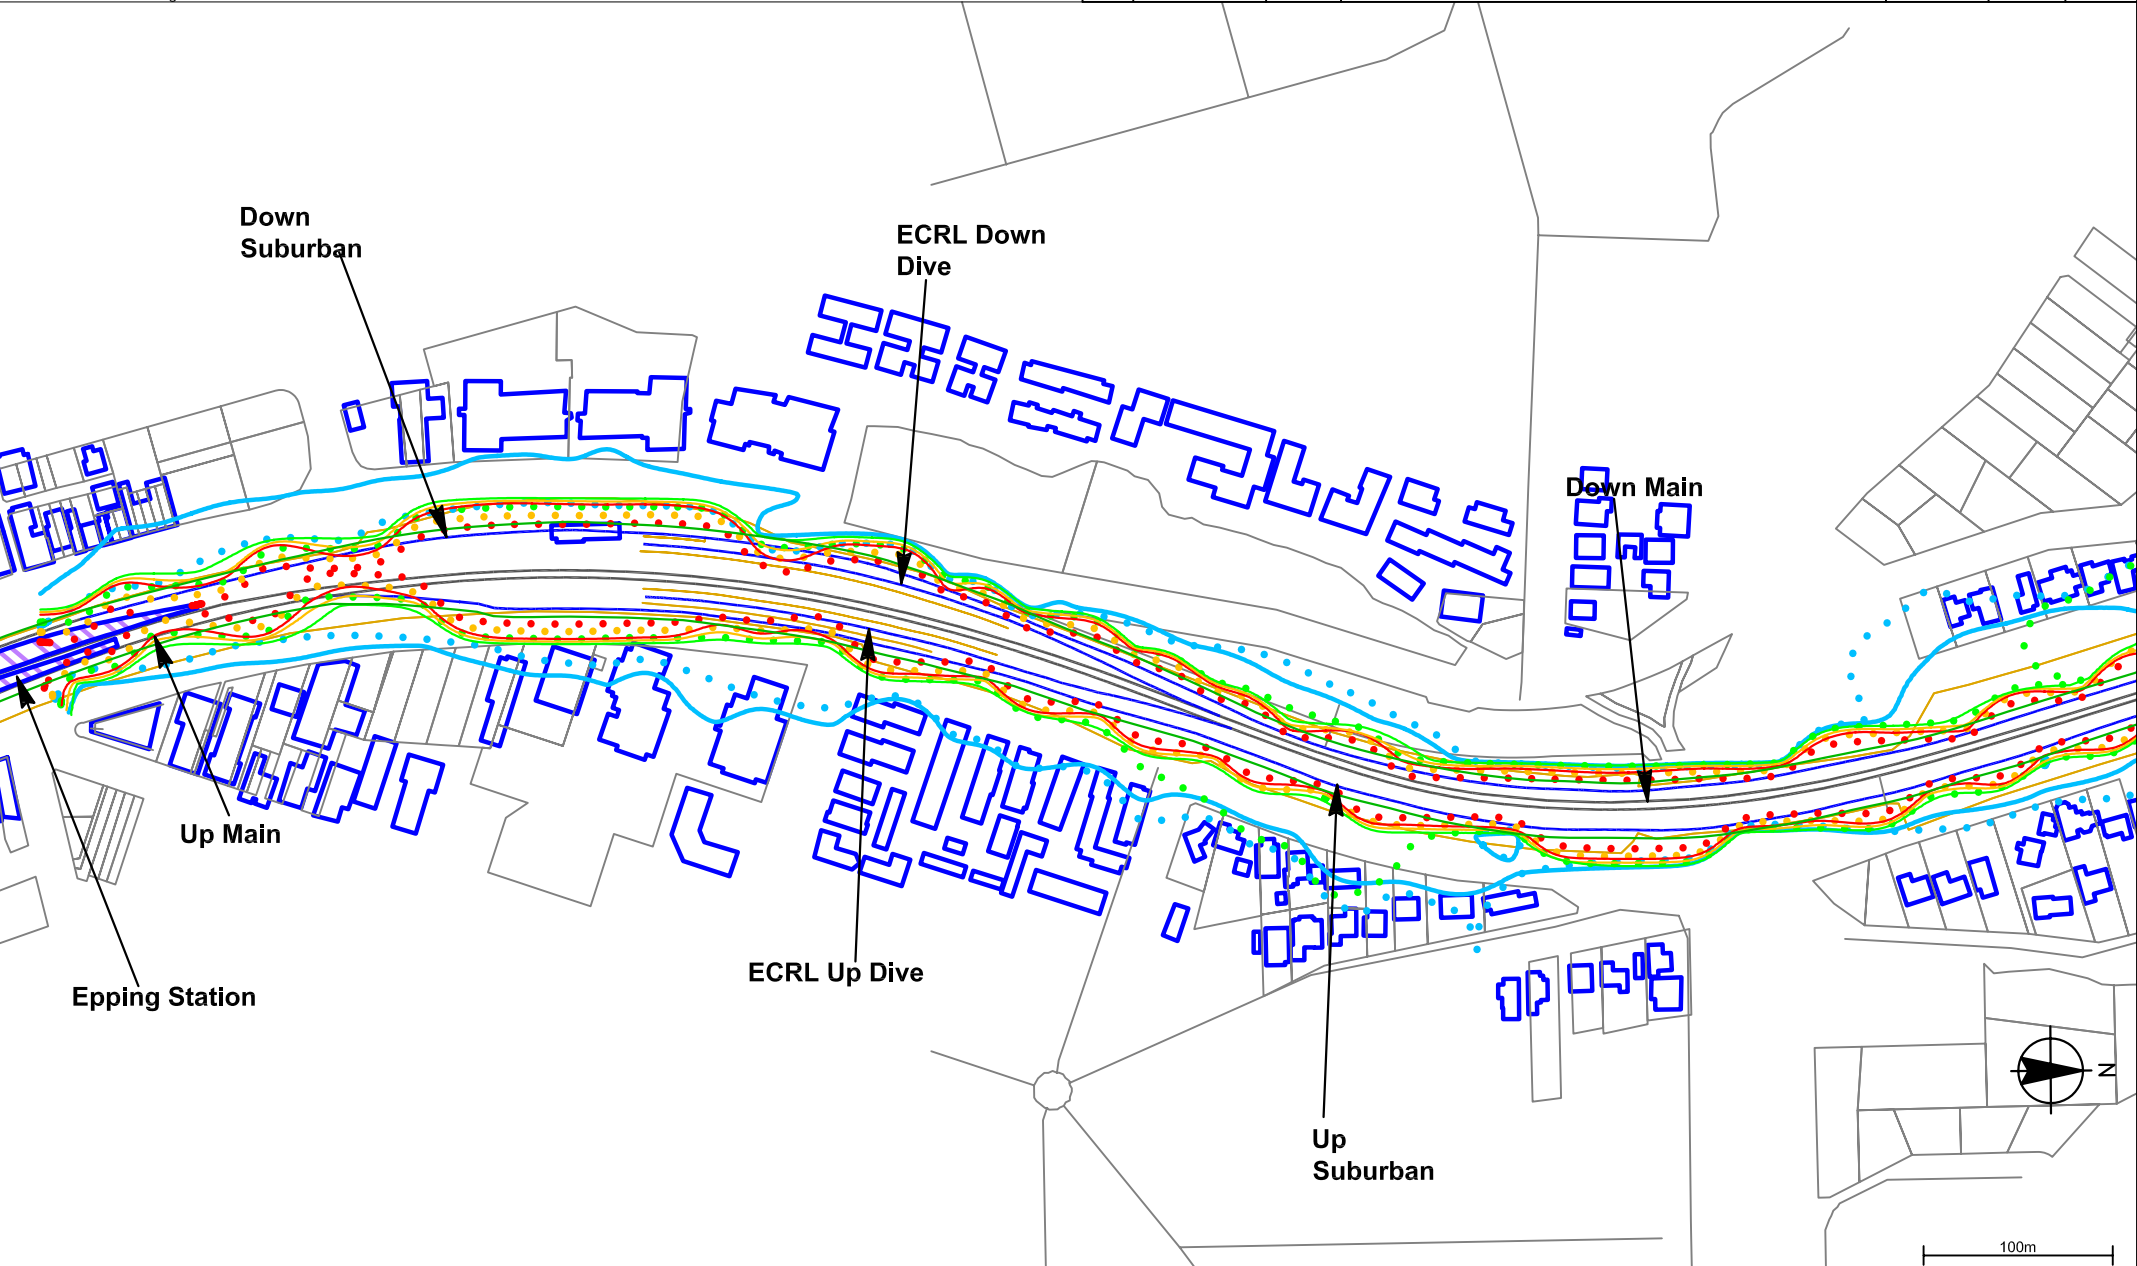 Down
Suburban
ECRL Down
Dive
Down Main
Up Main
ECRL Up Dive
Epping Station
Up
Suburban
N
100m